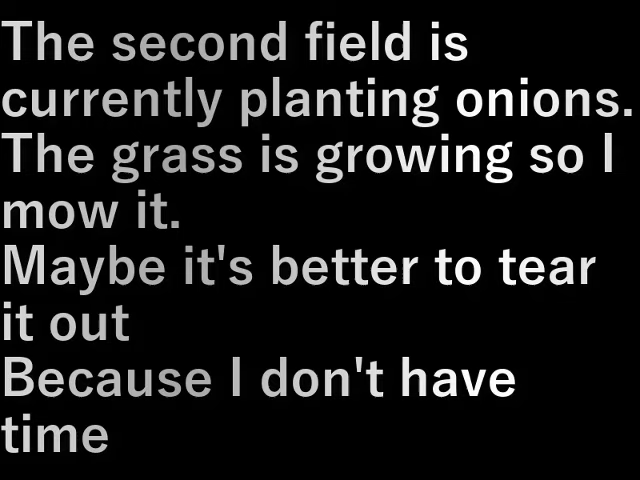 The second field is
currently planting onions.
The grass is growing so I
mow it.
Maybe it's better to tear
it out
Because I don't have
time